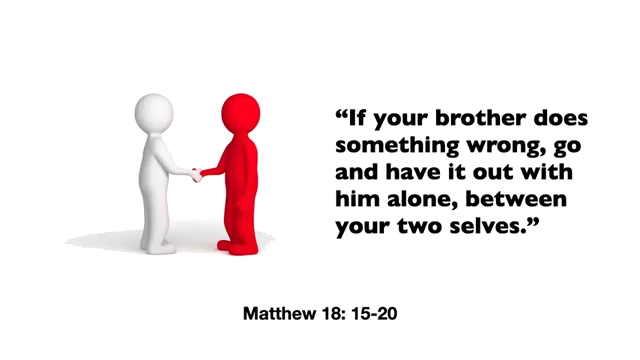 “If your brother does
something wrong, go
and have it out with
him alone, between
your two selves.”
Matthew 18: 15-20